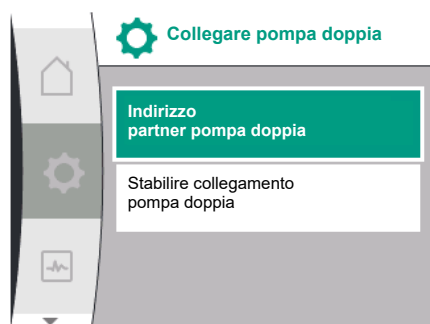 Collegare pompa doppia
Indirizzo
partner pompa doppia
Stabilire collegamento
pompa doppia